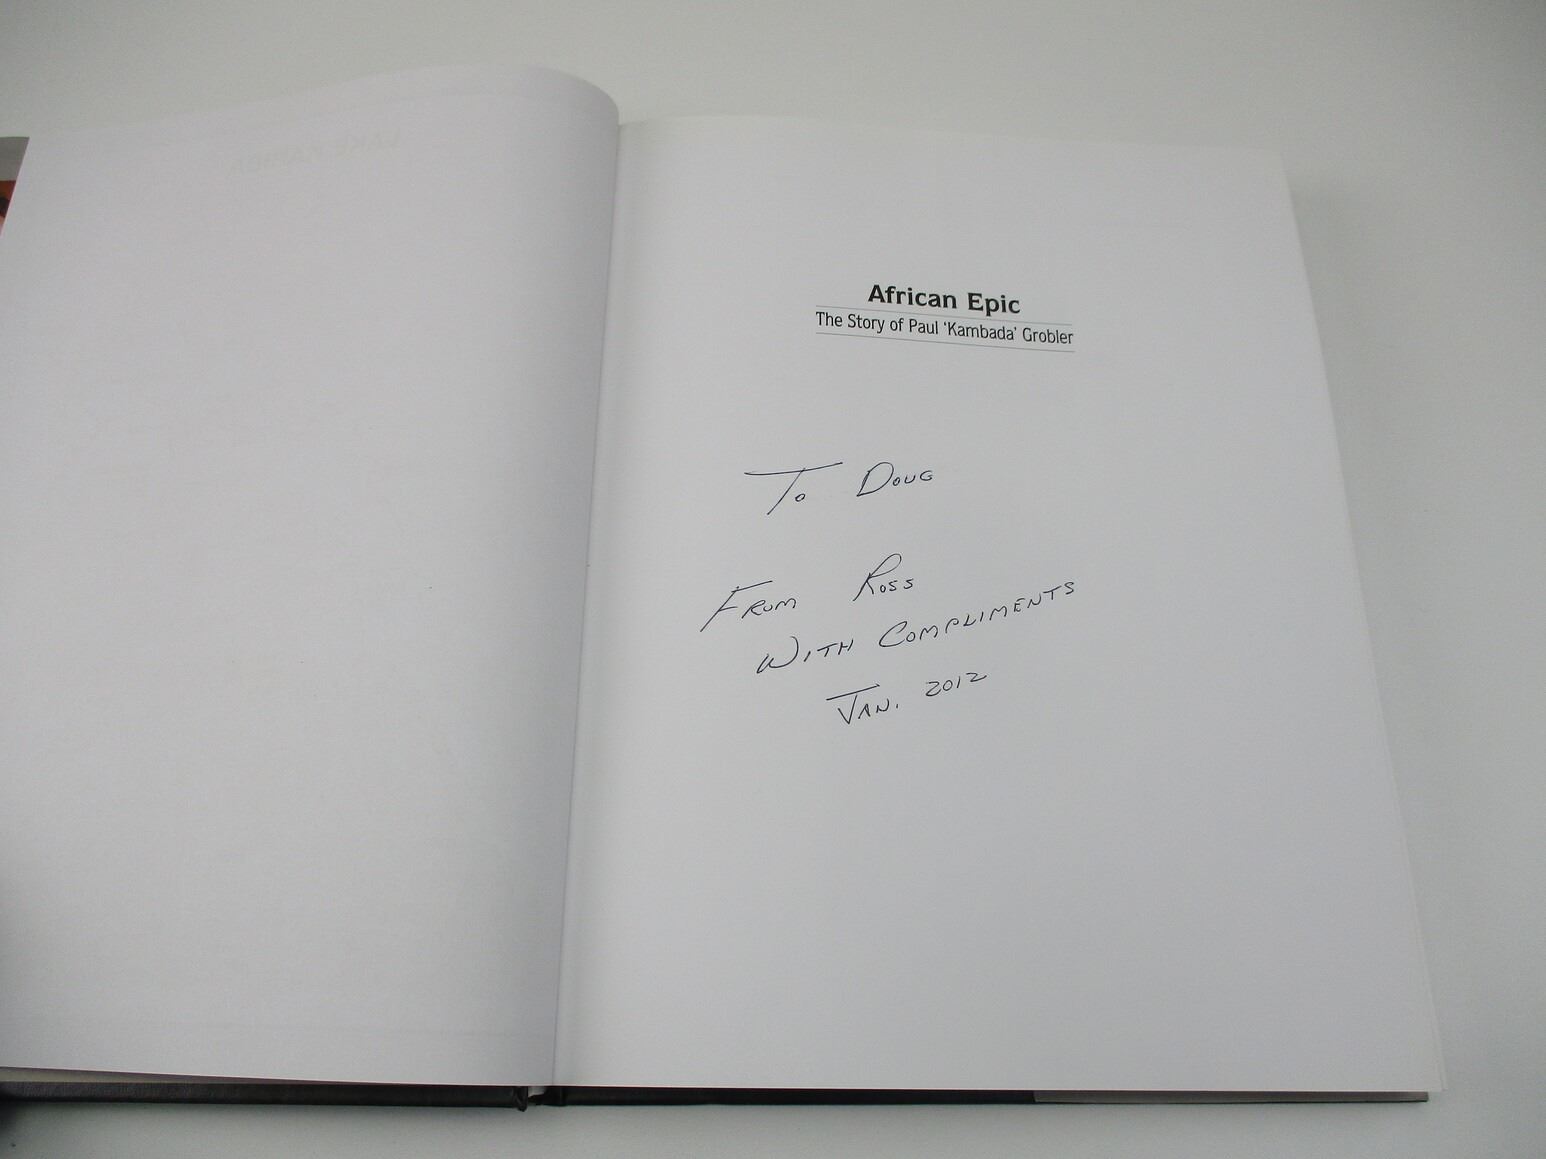 African Epic
The Story of Paul ‘Kambada’ Grobler
To Doug
From Ross
With Compliments
Jan. 2012